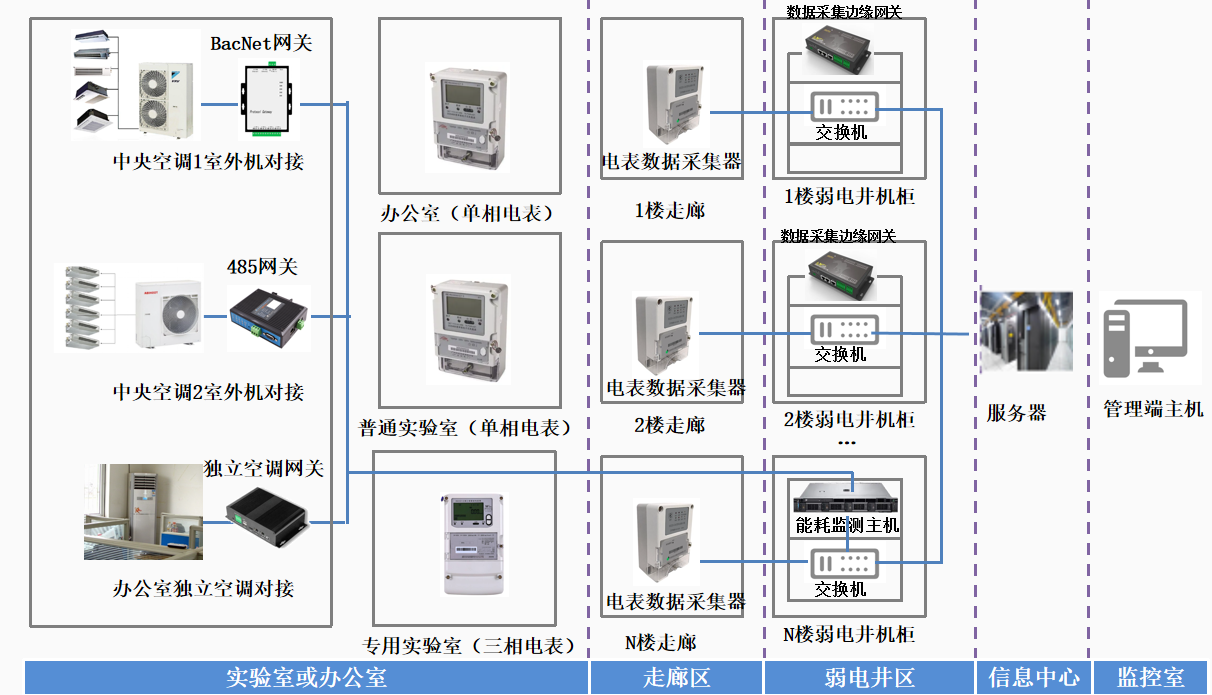 BacNet网关
中央空调1室外机对接
485网关
中央空调2室外机对接
独立空调网关
办公室独立空调对接
办公室（单相电表）
普通实验室（单相电表）
专用实验室（三相电表）
电表数据采集器
1楼走廊
电表数据采集器
2楼走廊
电表数据采集器
N楼走廊
数据采集边缘网关
交换机
1楼弱电井机柜
数据采集边缘网关
交换机
2楼弱电井机柜
...
能耗监测主机
交换机
N楼弱电井机柜
服务器
管理端主机
实验室或办公室
走廊区
弱电井区
信息中心
监控室